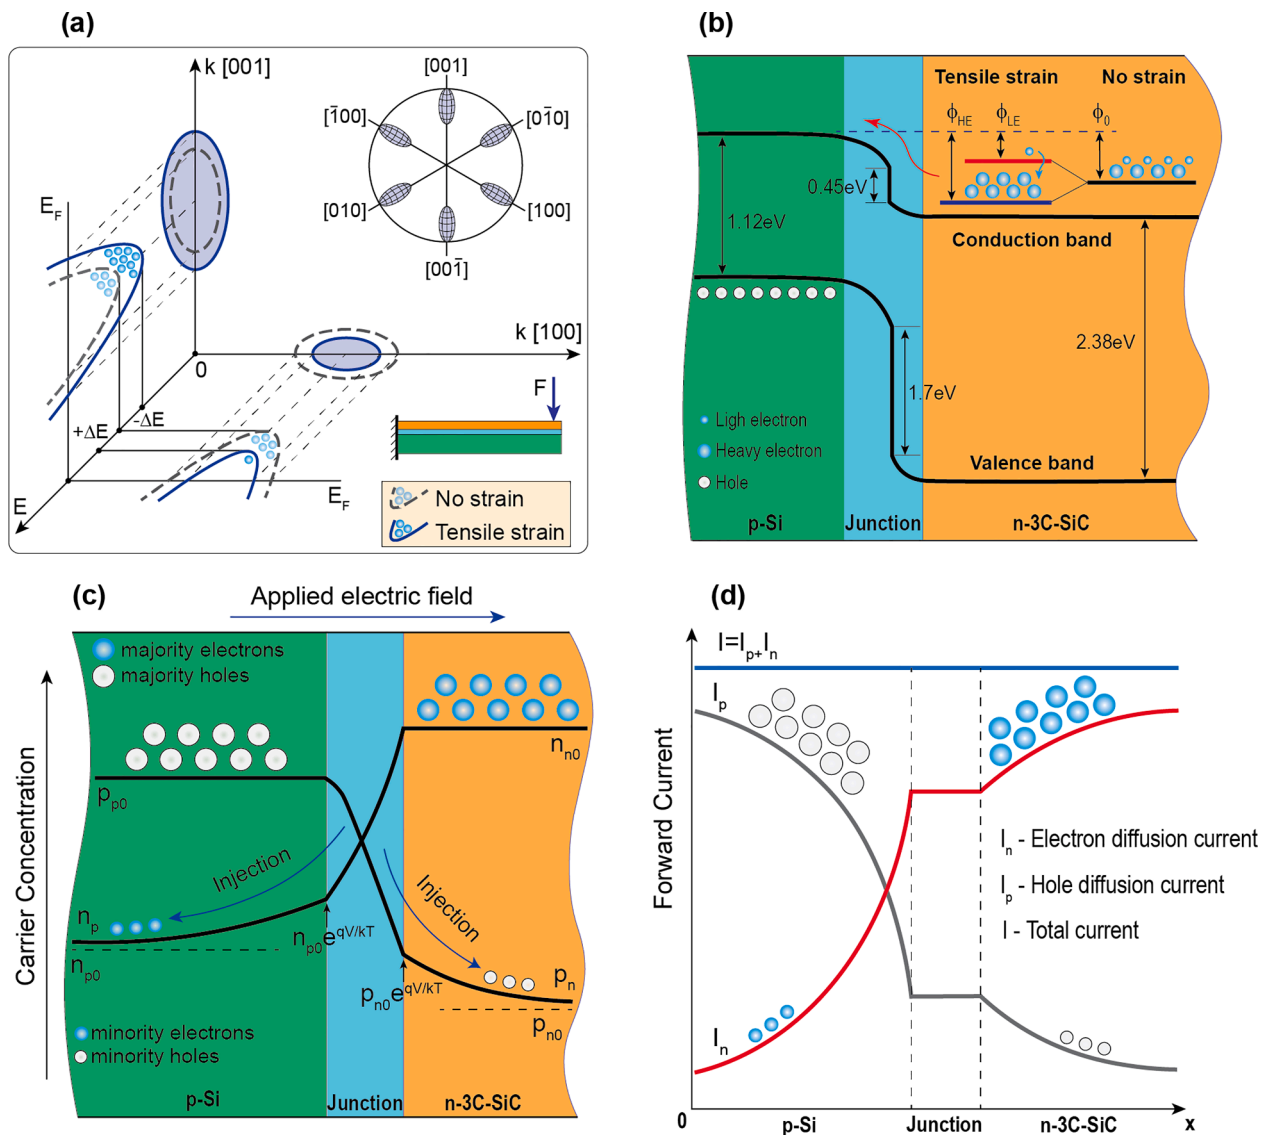 (a)
k [001]
[001]
[1̄00]
[01̄0]
[010]
[100]
[001̄]
E_F
k [100]
0
F
-ΔE
+ΔE
E
E_F
No strain
Tensile strain
(b)
Tensile strain
No strain
ϕ_HE
ϕ_LE
ϕ_0
0.45eV
1.12eV
Conduction band
2.38eV
1.7eV
Ligh electron
Heavy electron
Hole
Valence band
p-Si
Junction
n-3C-SiC
(c)
Applied electric field
majority electrons
majority holes
Carrier Concentration
n_n0
p_p0
Injection
Injection
n_p
n_p0
n_p0 e^qV/kT
p_n0 e^qV/kT
p_n
p_n0
minority electrons
minority holes
p-Si
Junction
n-3C-SiC
(d)
I=I_p+I_n
I_p
Forward Current
I_n - Electron diffusion current
I_p - Hole diffusion current
I - Total current
I_n
0
p-Si
Junction
n-3C-SiC
x